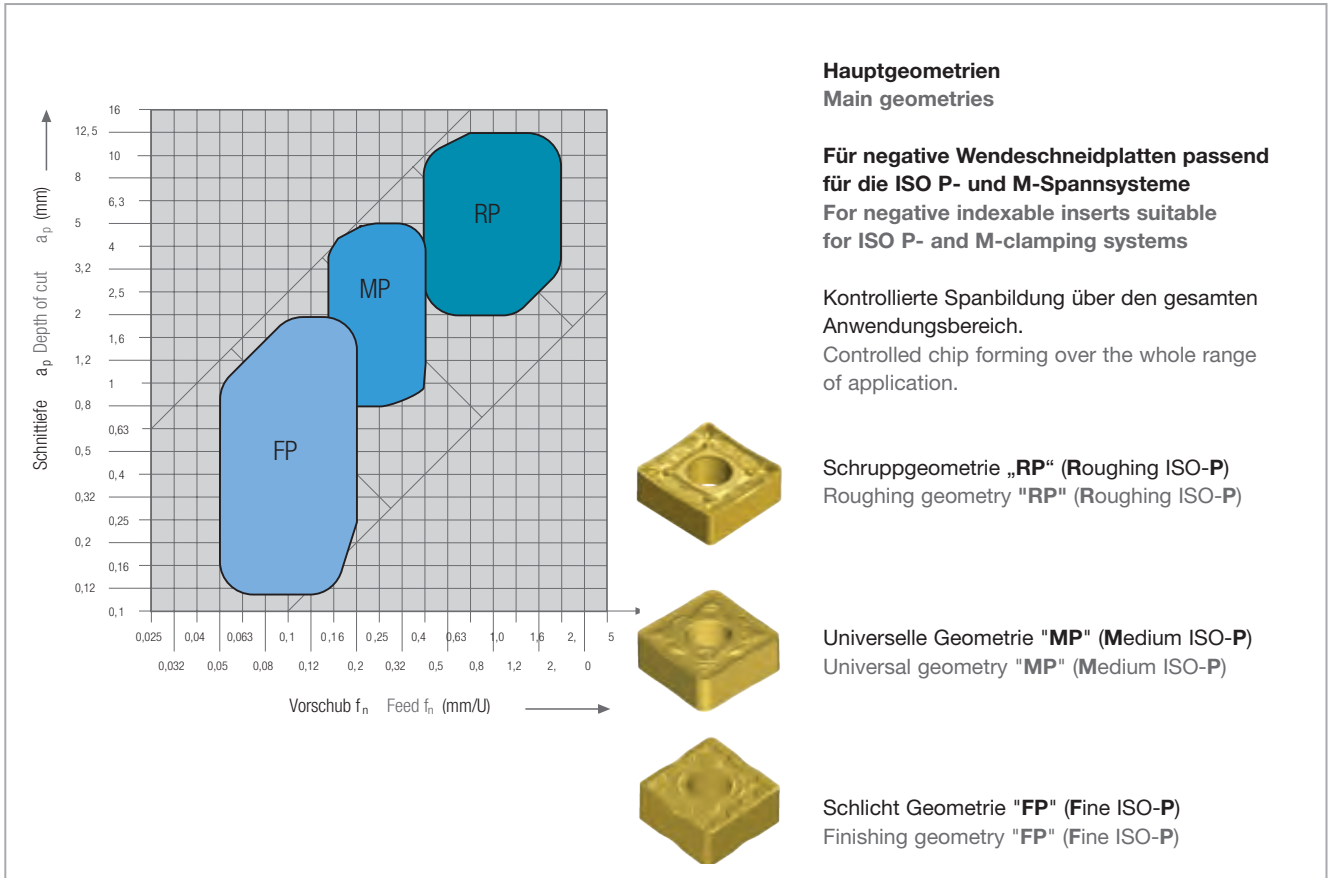 Hauptgeometrien
Main geometries
Für negative Wendeschneidplatten passend
für die ISO P- und M-Spannsysteme
For negative indexable inserts suitable
for ISO P- and M-clamping systems
Kontrollierte Spanbildung über den gesamten
Anwendungsbereich.
Controlled chip forming over the whole range
of application.
Schruppgeometrie „RP“ (Roughing ISO-P)
Roughing geometry "RP" (Roughing ISO-P)
Universelle Geometrie "MP" (Medium ISO-P)
Universal geometry "MP" (Medium ISO-P)
Schlicht Geometrie "FP" (Fine ISO-P)
Finishing geometry "FP" (Fine ISO-P)
Schnittiefe ap Depth of cut ap (mm)
16
12,5
10
8
6,3
5
4
3,2
2,5
2
1,6
1,2
1
0,8
0,63
0,5
0,4
0,32
0,25
0,2
0,16
0,12
0,1
RP
MP
FP
0,025 0,04 0,063 0,1 0,16 0,25 0,4 0,63 1,0 1,6 2, 5
0,032 0,05 0,08 0,12 0,2 0,32 0,5 0,8 1,2 2, 0
Vorschub fn Feed fn (mm/U)